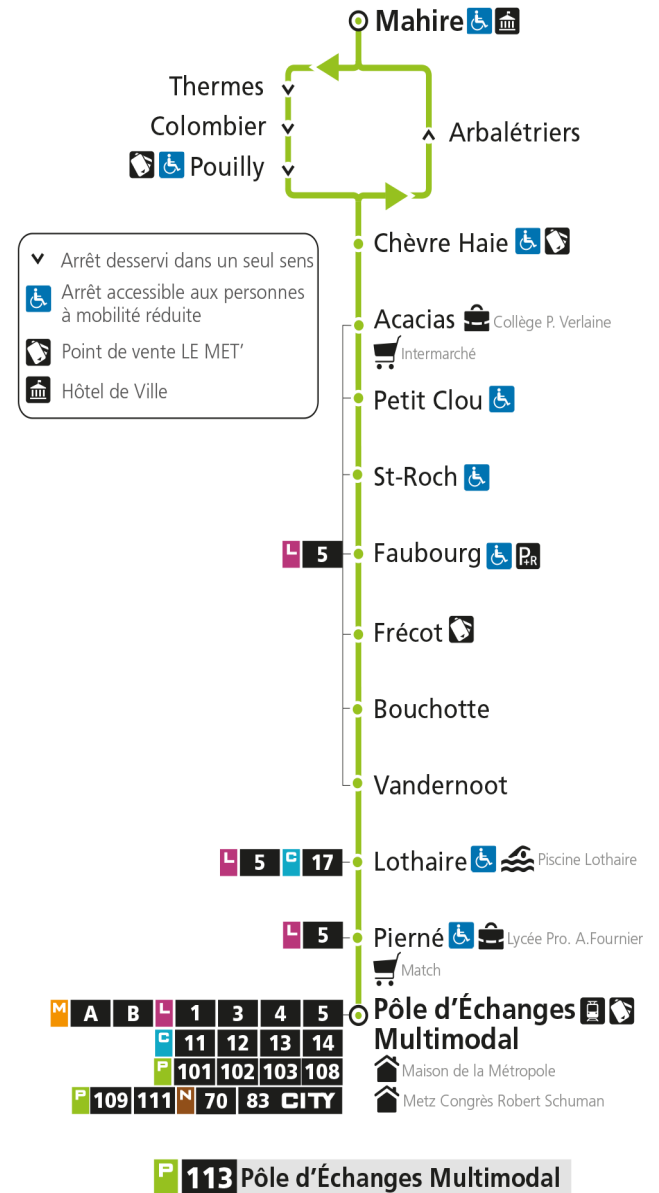 Mahire
Thermes
Colombier
Pouilly
Arbalétriers
Chèvre Haie
Arrêt desservi dans un seul sens
Arrêt accessible aux personnes
à mobilité réduite
Point de vente LE MET'
Hôtel de Ville
Acacias Collège P. Verlaine
Intermarché
Petit Clou
St-Roch
L 5 Faubourg P+R
Frécot
Bouchotte
Vandernoot
L 5 C 17 Lothaire Piscine Lothaire
L 5 Pierné Lycée Pro. A.Fournier
Match
M A B L 1 3 4 5 Pôle d'Échanges
C 11 12 13 14 Multimodal
P 101 102 103 108 Maison de la Métropole
P 109 111 N 70 83 CITY Metz Congrès Robert Schuman
P 113 Pôle d'Échanges Multimodal